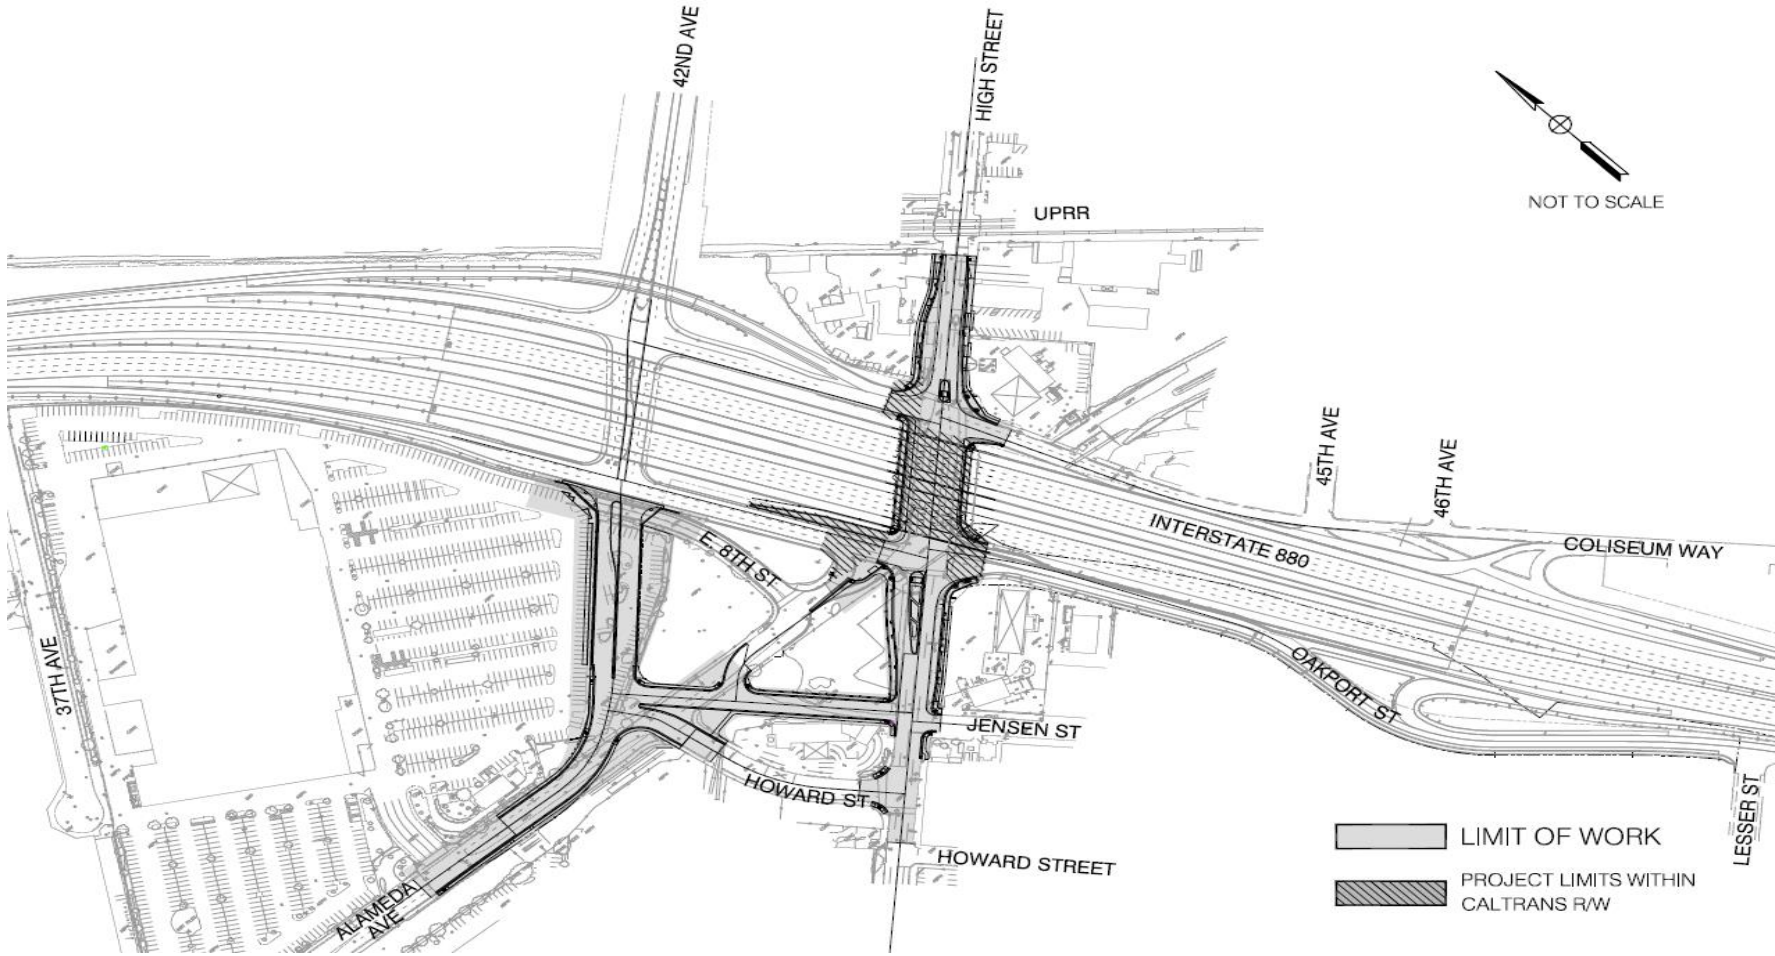 42ND AVE
HIGH STREET
UPRR
NOT TO SCALE
45TH AVE
46TH AVE
INTERSTATE 880
COLISEUM WAY
E. 8TH ST
37TH AVE
OAKPORT ST
JENSEN ST
HOWARD ST
HOWARD STREET
LESSER ST
ALAMEDA
AVE
LIMIT OF WORK
PROJECT LIMITS WITHIN
CALTRANS R/W